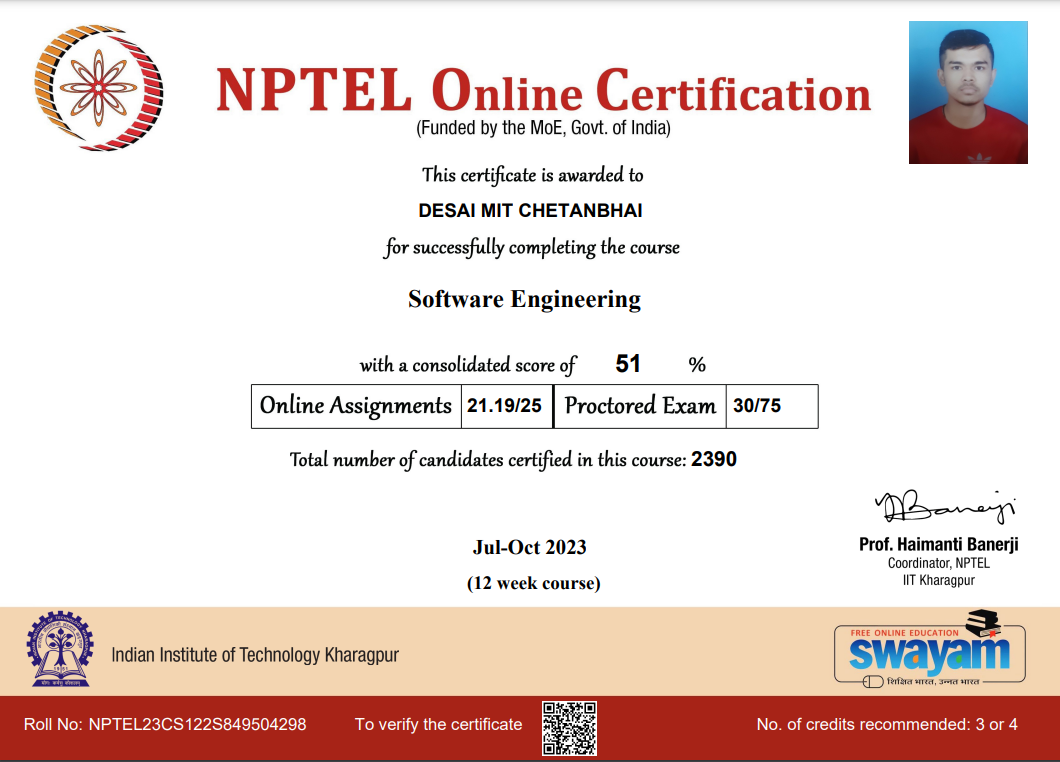 NPTEL Online Certification
(Funded by the MoE, Govt. of India)
This certificate is awarded to
DESAI MIT CHETANBHAI
for successfully completing the course
Software Engineering
with a consolidated score of 51 %
Online Assignments 21.19/25 Proctored Exam 30/75
Total number of candidates certified in this course: 2390
Jul-Oct 2023
(12 week course)
Prof. Haimanti Banerji
Coordinator, NPTEL
IIT Kharagpur
Indian Institute of Technology Kharagpur
FREE ONLINE EDUCATION
swayam
शिक्षित भारत, उन्नत भारत
Roll No: NPTEL23CS122S849504298 To verify the certificate No. of credits recommended: 3 or 4